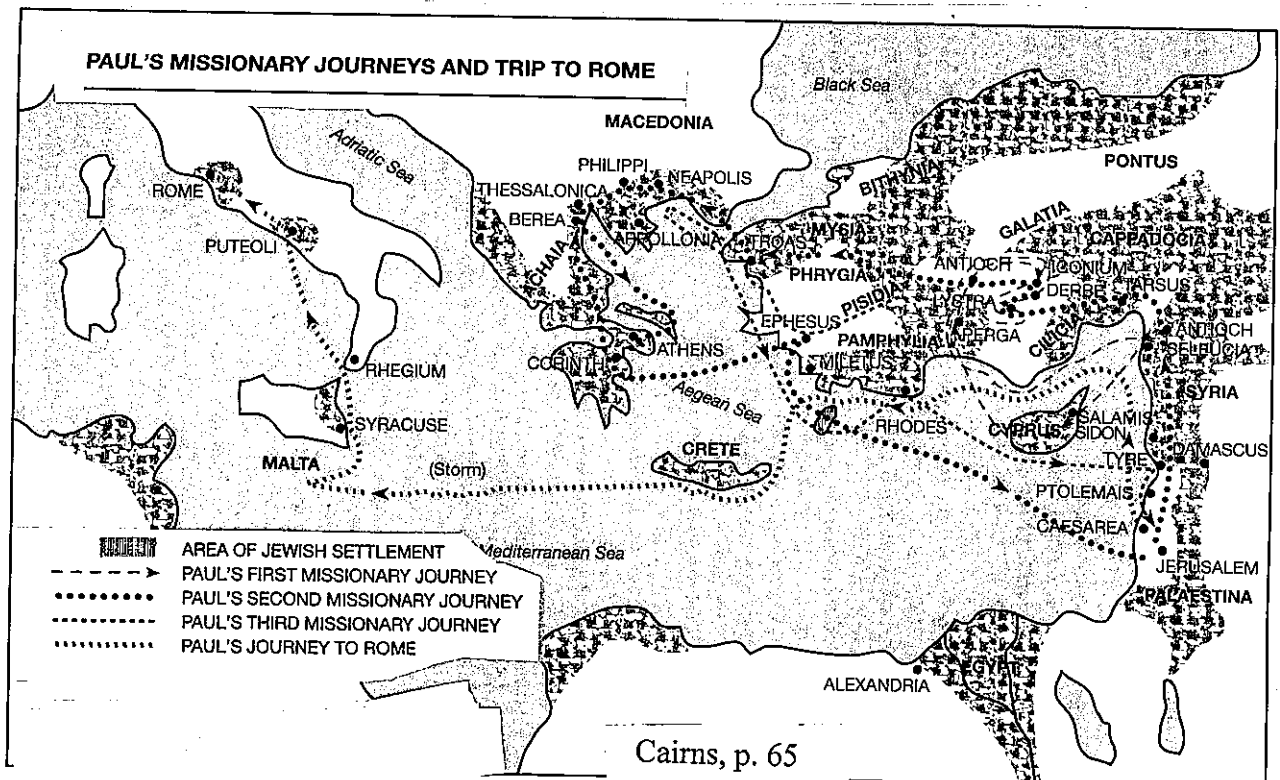 PAUL'S MISSIONARY JOURNEYS AND TRIP TO ROME
Black Sea
Adriatic Sea
MACEDONIA
PONTUS
PHILIPPI
NEAPOLIS
BITHYNIA
ROME
THESSALONICA
BEREA
APPOLLONIA
TROAS
MYSIA
GALATIA
CAPPADOCIA
PUTEOLI
ACHAIA
PHRYGIA
ANTIOCH
ICONIUM
TARSUS
PISIDIA
LYSTRA
DERBE
EPHESUS
PERGA
CILICIA
ANTIOCH
SELEUCIA
PAMPHYLIA
ATHENS
CORINTH
MILETUS
RHEGIUM
Aegean Sea
SYRIA
SYRACUSE
RHODES
CYPRUS
SALAMIS
SIDON
CRETE
DAMASCUS
MALTA
(Storm)
TYRE
PTOLEMAIS
CAESAREA
Mediterranean Sea
JERUSALEM
PALAESTINA
AREA OF JEWISH SETTLEMENT
PAUL'S FIRST MISSIONARY JOURNEY
PAUL'S SECOND MISSIONARY JOURNEY
PAUL'S THIRD MISSIONARY JOURNEY
PAUL'S JOURNEY TO ROME
EGYPT
ALEXANDRIA
Cairns, p. 65